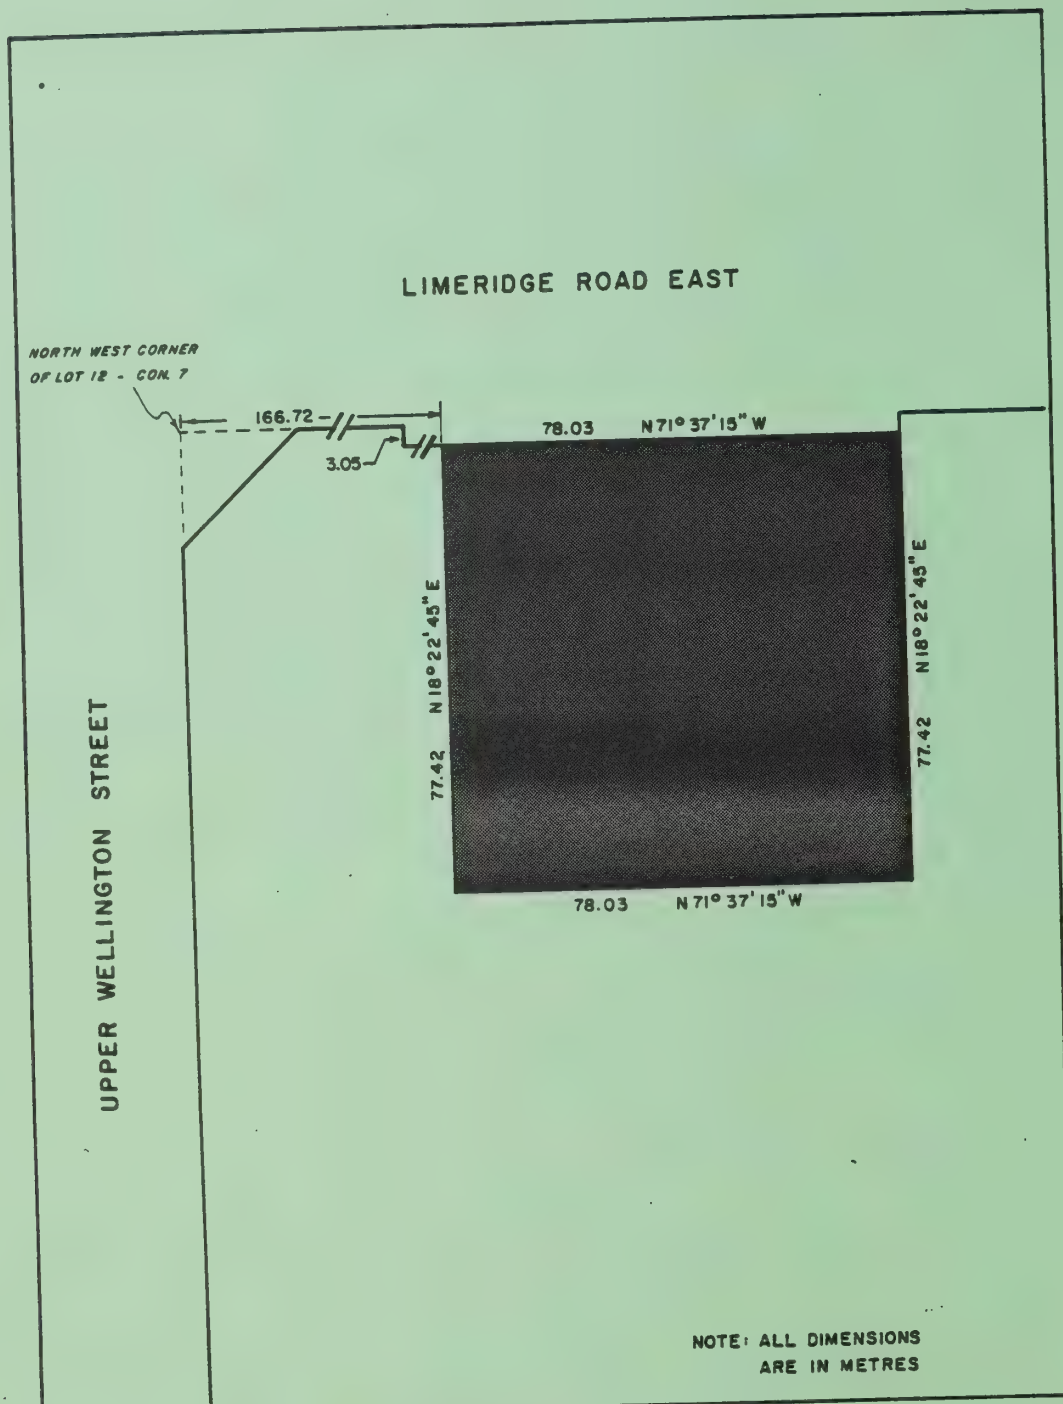 LIMERIDGE ROAD EAST
NORTH WEST CORNER
OF LOT 12 - CON. 7
166.72
3.05
78.03 N 71° 37' 15" W
77.42 N 18° 22' 45" E
77.42 N 18° 22' 45" E
78.03 N 71° 37' 15" W
UPPER WELLINGTON STREET
NOTE: ALL DIMENSIONS
ARE IN METRES